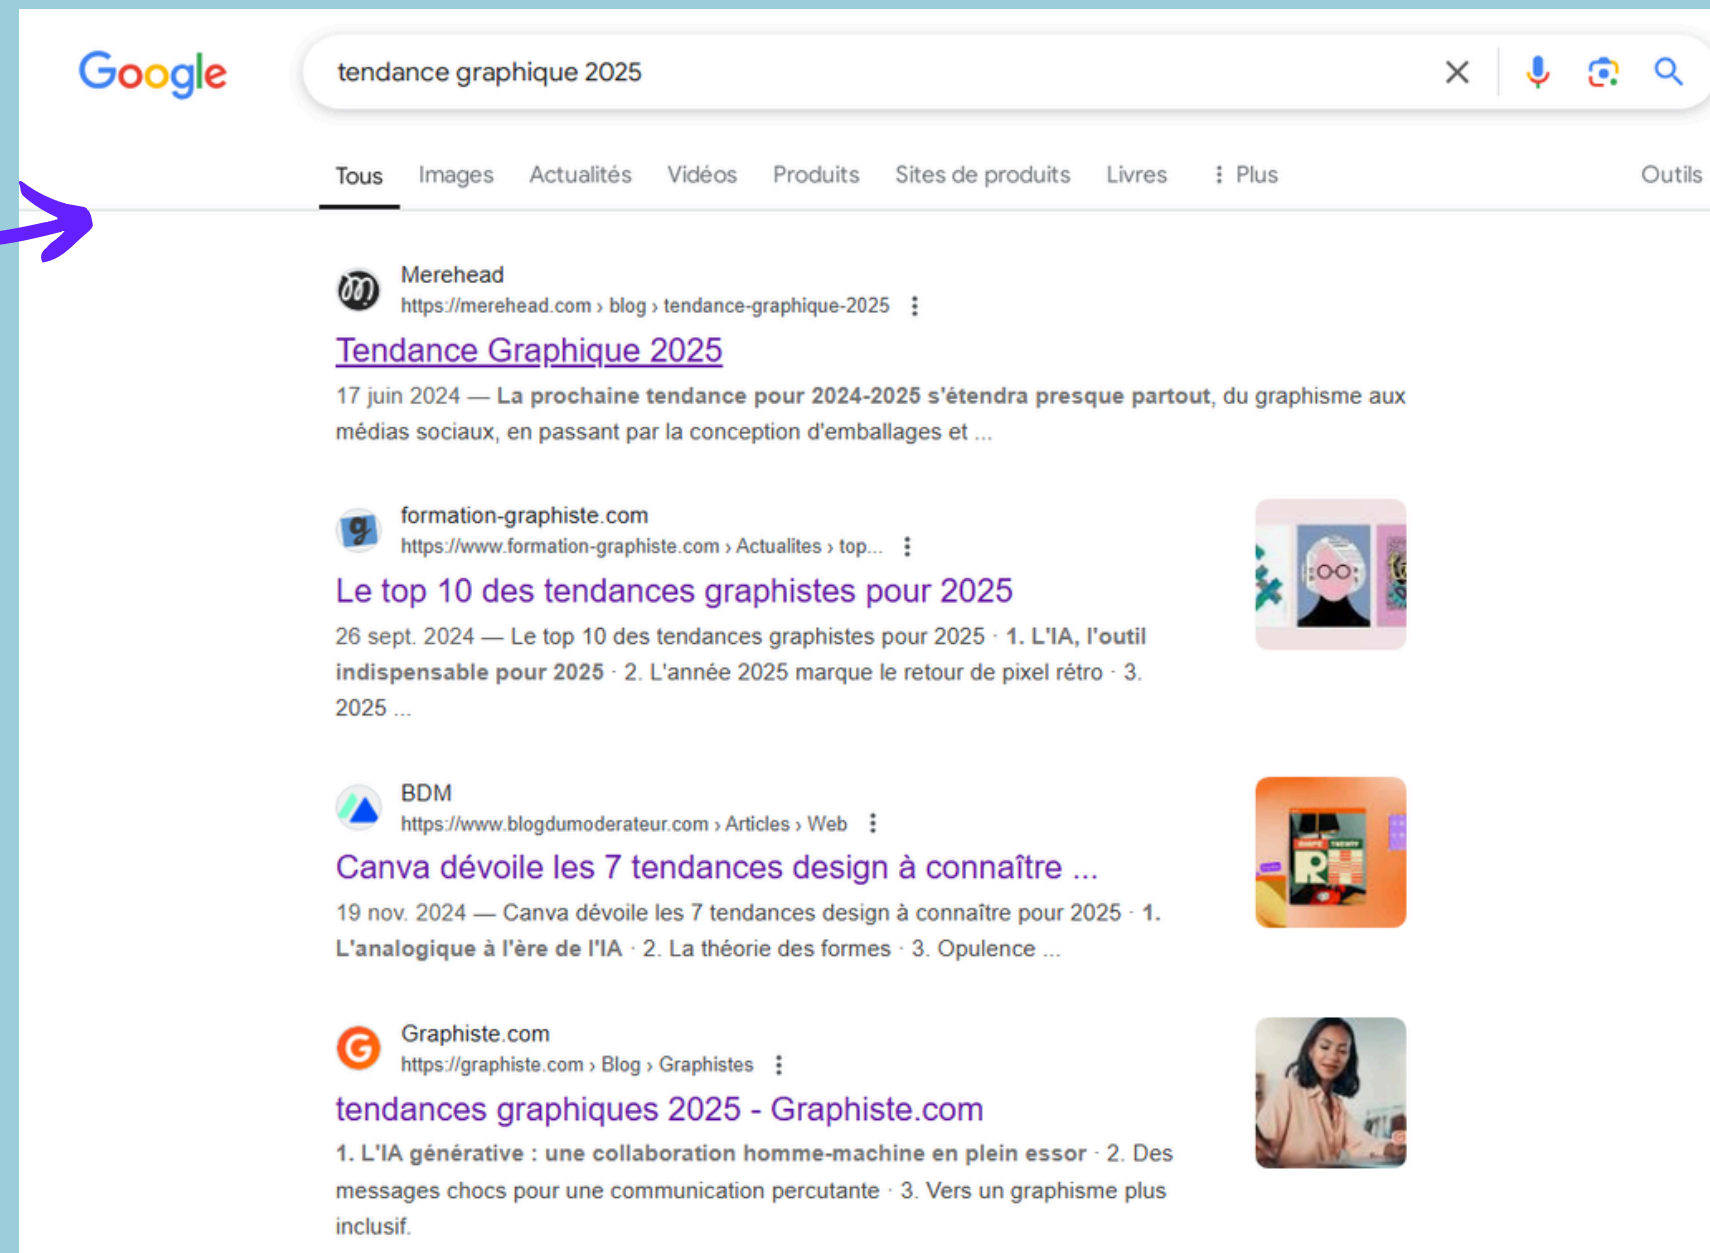 Google
tendance graphique 2025
Tous Images Actualités Vidéos Produits Sites de produits Livres Plus Outils
Merehead
https://merehead.com › blog › tendance-graphique-2025
Tendance Graphique 2025
17 juin 2024 — La prochaine tendance pour 2024-2025 s'étendra presque partout, du graphisme aux
médias sociaux, en passant par la conception d'emballages et ...
formation-graphiste.com
https://www.formation-graphiste.com › Actualites › top...
Le top 10 des tendances graphistes pour 2025
26 sept. 2024 — Le top 10 des tendances graphistes pour 2025 · 1. L'IA, l'outil
indispensable pour 2025 · 2. L'année 2025 marque le retour de pixel rétro · 3.
2025 ...
BDM
https://www.blogdumoderateur.com › Articles › Web
Canva dévoile les 7 tendances design à connaître ...
19 nov. 2024 — Canva dévoile les 7 tendances design à connaître pour 2025 · 1.
L'analogique à l'ère de l'IA · 2. La théorie des formes · 3. Opulence ...
Graphiste.com
https://graphiste.com › Blog › Graphistes
tendances graphiques 2025 - Graphiste.com
1. L'IA générative : une collaboration homme-machine en plein essor · 2. Des
messages chocs pour une communication percutante · 3. Vers un graphisme plus
inclusif.